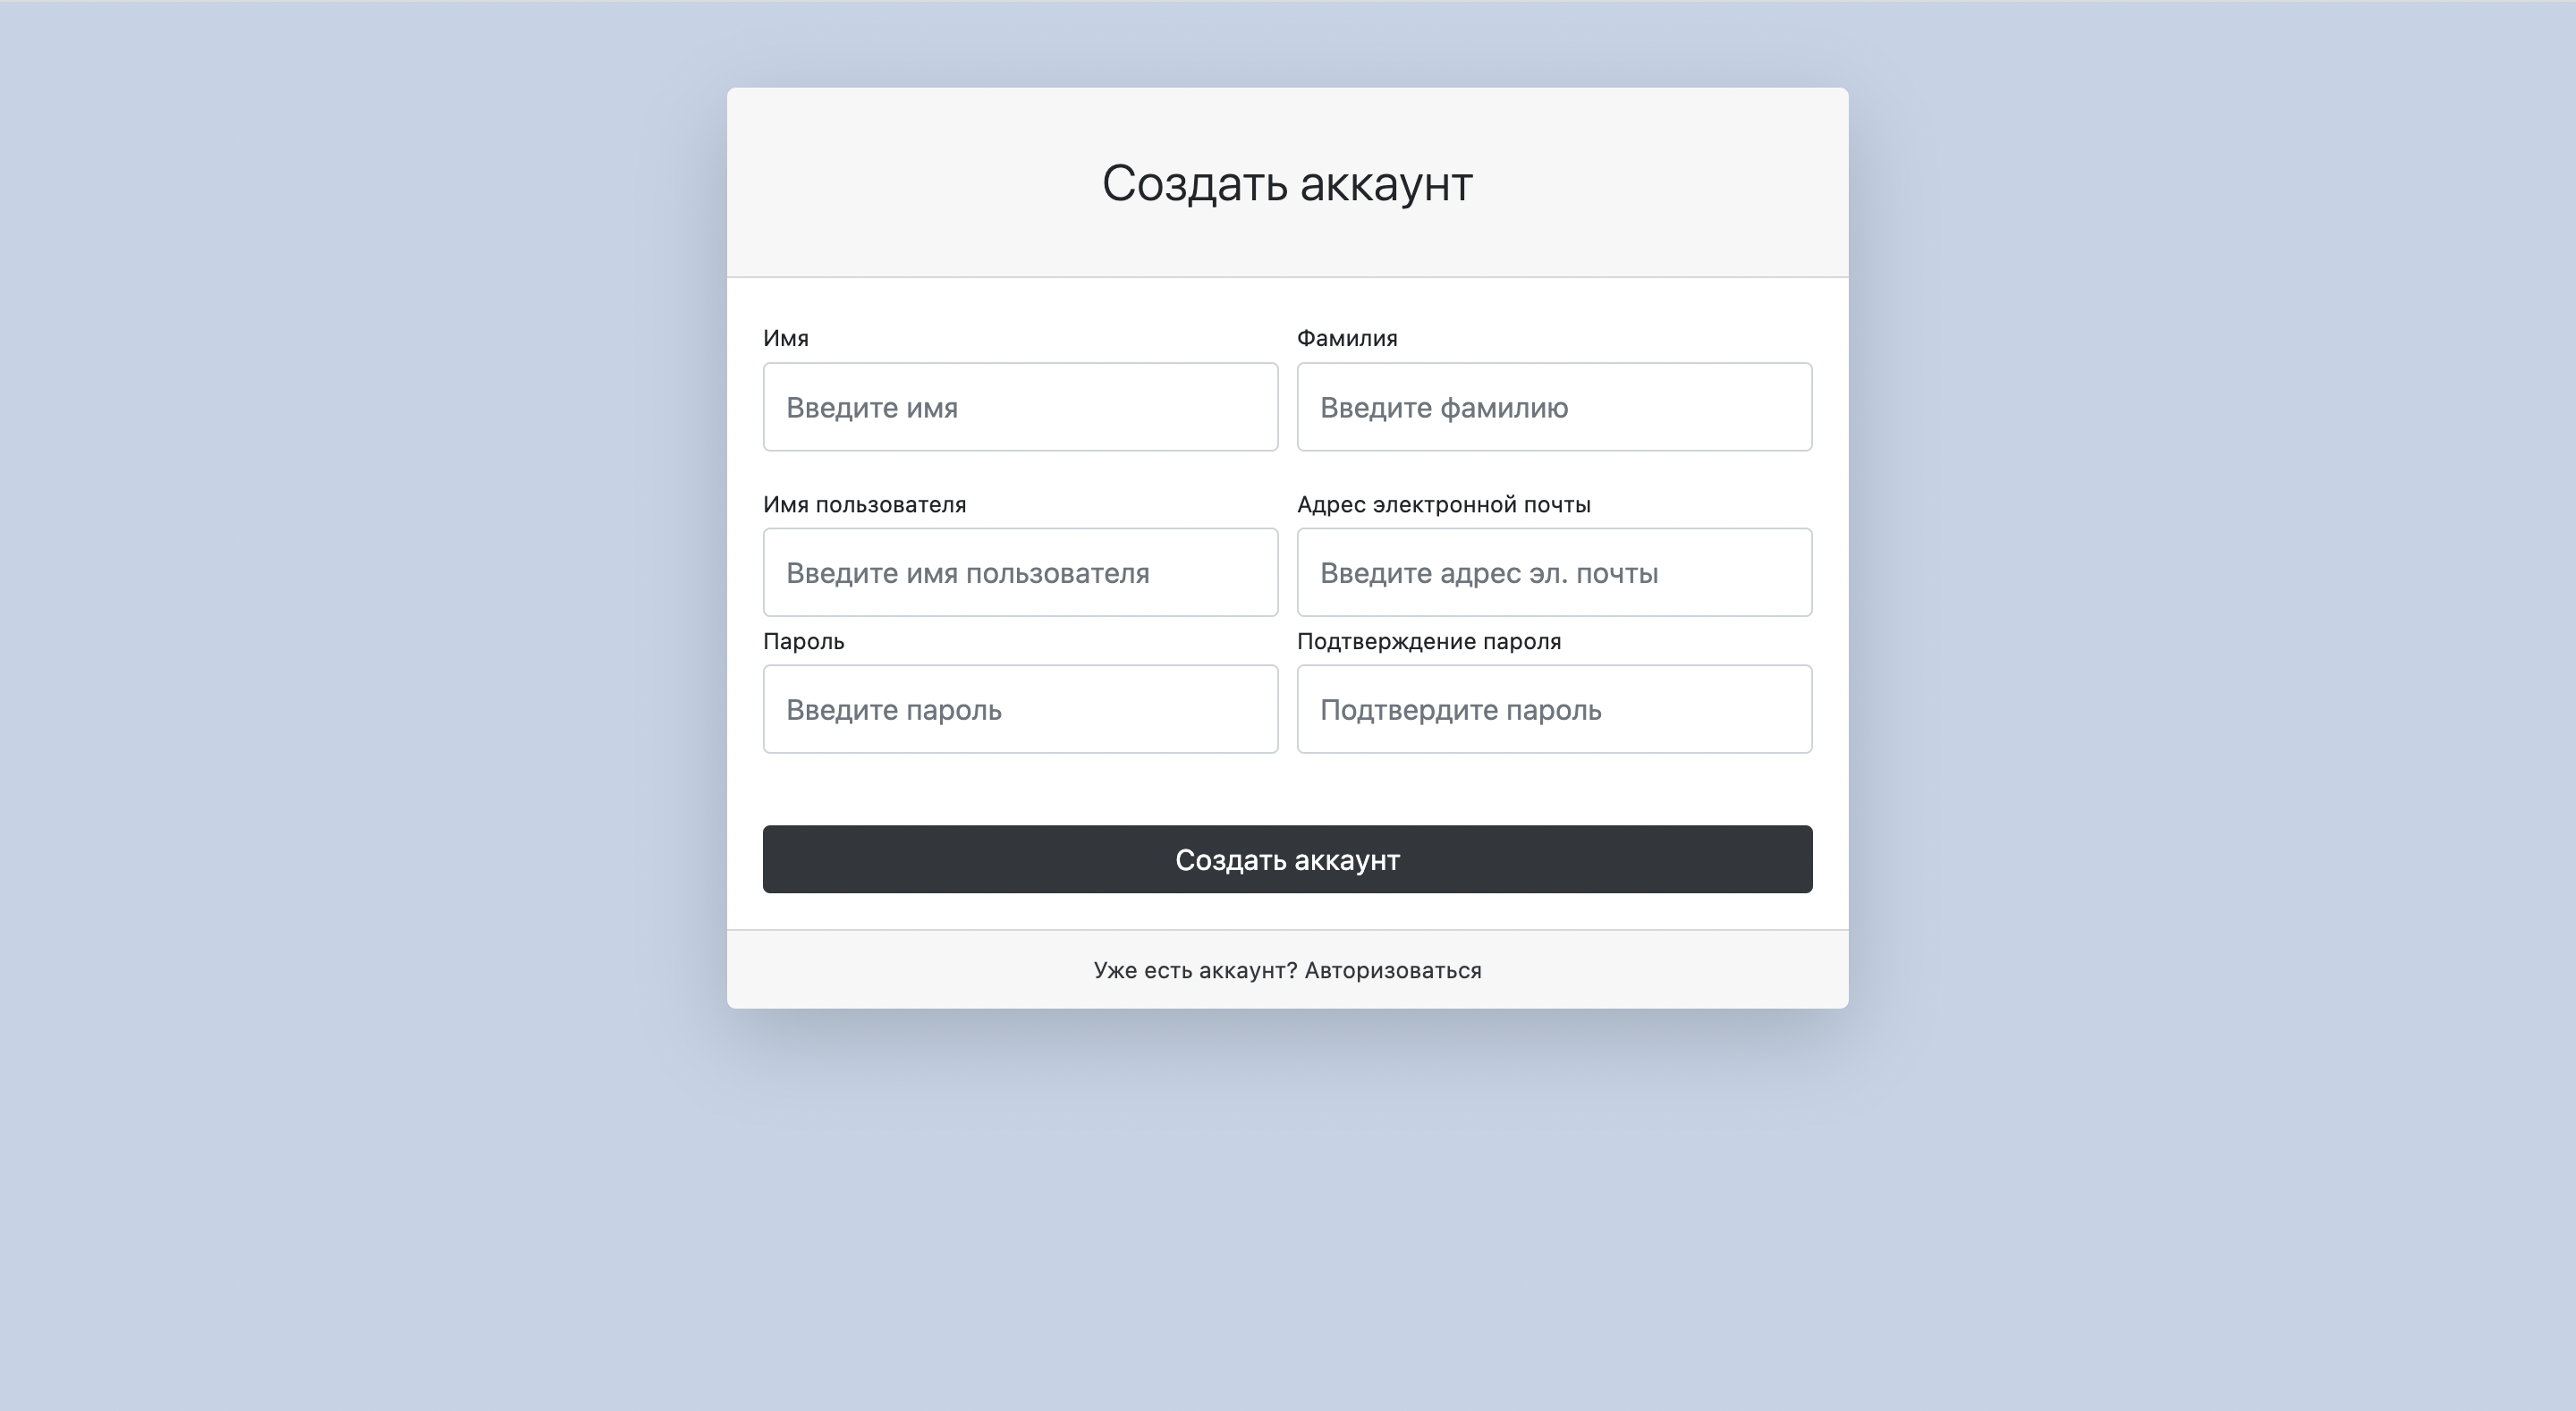 Создать аккаунт
Имя
Фамилия
Введите имя
Введите фамилию
Имя пользователя
Адрес электронной почты
Введите имя пользователя
Введите адрес эл. почты
Пароль
Подтверждение пароля
Введите пароль
Подтвердите пароль
Создать аккаунт
Уже есть аккаунт? Авторизоваться